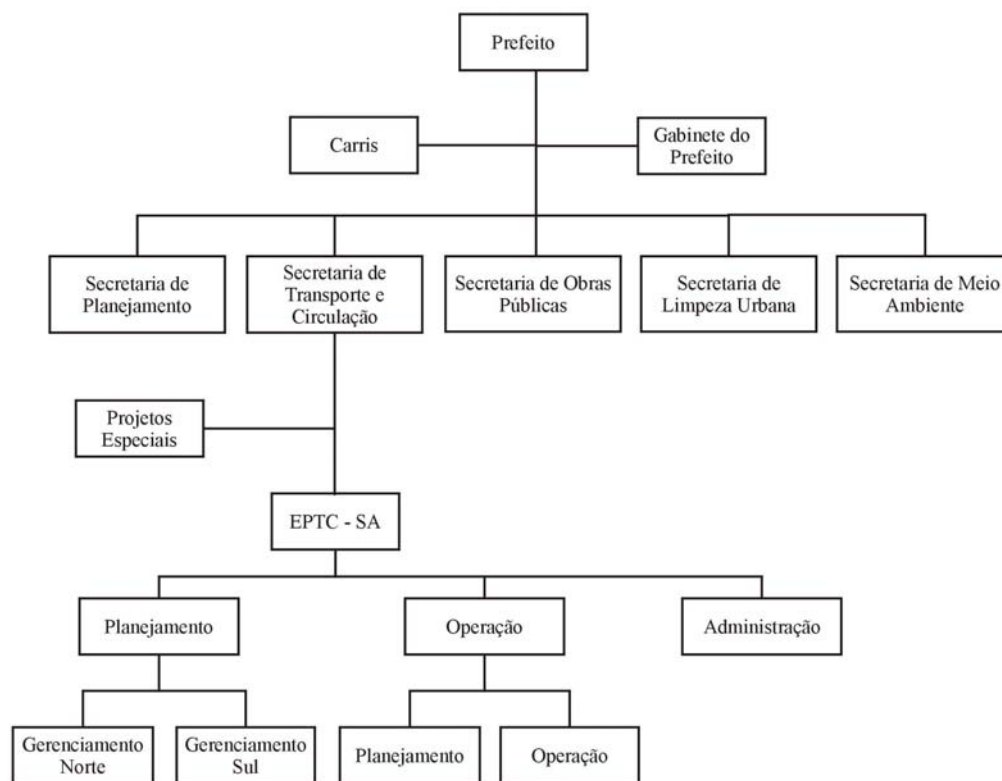 Prefeito
Carris
Gabinete do
Prefeito
Secretaria de
Planejamento
Secretaria de
Transporte e
Circulação
Secretaria de Obras
Públicas
Secretaria de
Limpeza Urbana
Secretaria de Meio
Ambiente
Projetos
Especiais
EPTC - SA
Planejamento
Operação
Administração
Gerenciamento
Norte
Gerenciamento
Sul
Planejamento
Operação